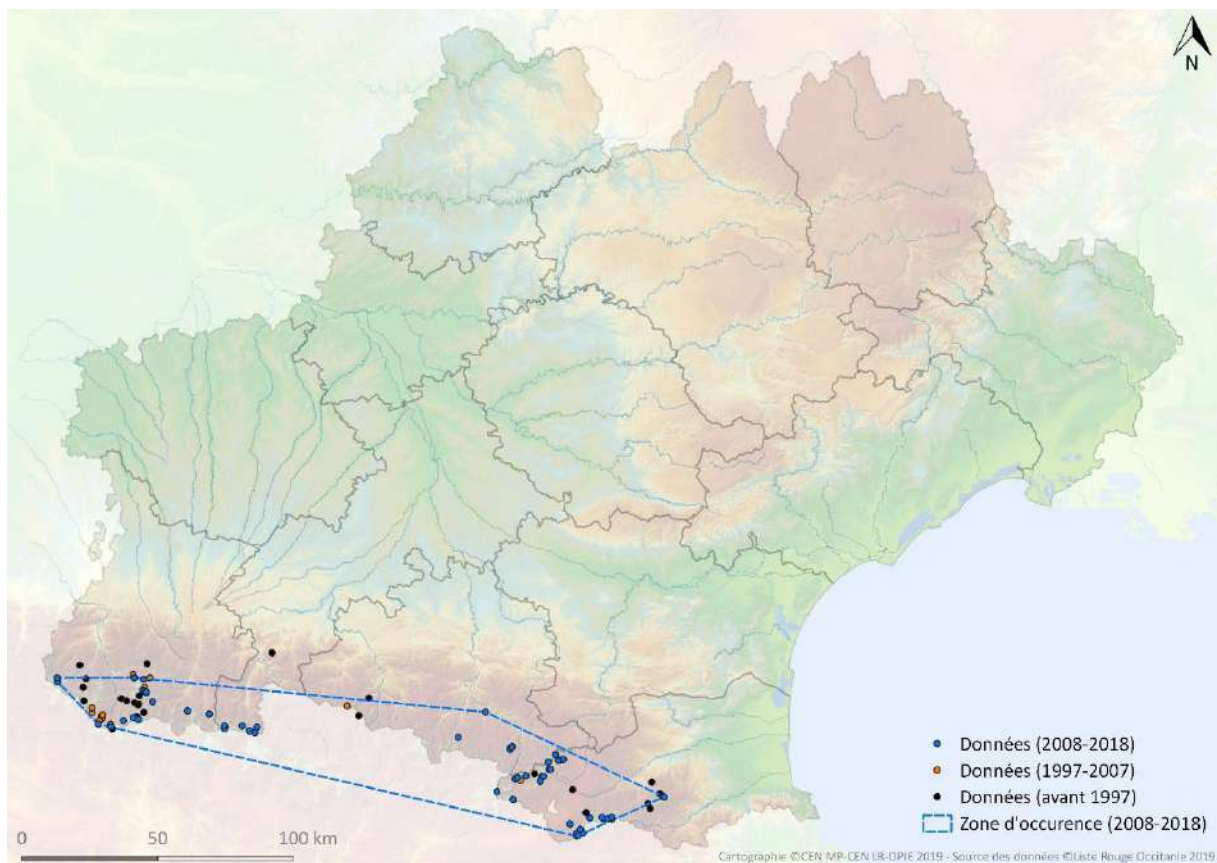 N
Données (2008-2018)
Données (1997-2007)
Données (avant 1997)
Zone d'occurence (2008-2018)
0 50 100 km
Cartographie ©CEN MP-CEN LR-OPIE 2019 - Source des données ©Liste Rouge Occitanie 2019